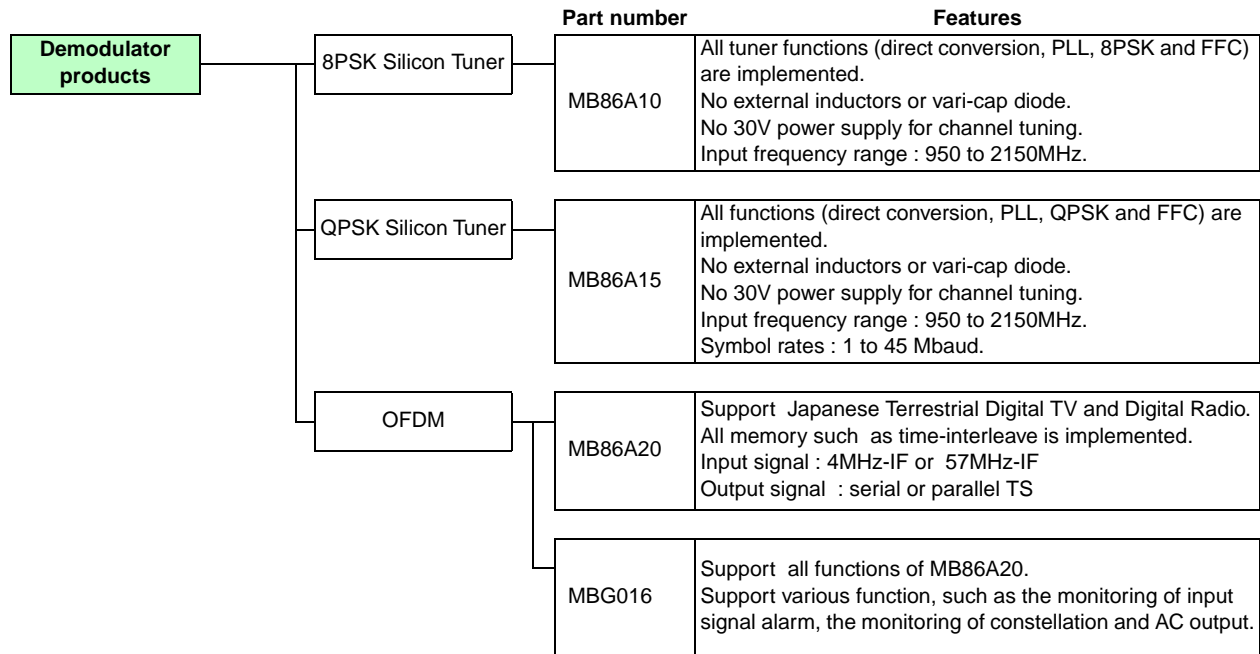 Part number Features
Demodulator
products
8PSK Silicon Tuner
MB86A10
All tuner functions (direct conversion, PLL, 8PSK and FFC)
are implemented.
No external inductors or vari-cap diode.
No 30V power supply for channel tuning.
Input frequency range : 950 to 2150MHz.
QPSK Silicon Tuner
MB86A15
All functions (direct conversion, PLL, QPSK and FFC) are
implemented.
No external inductors or vari-cap diode.
No 30V power supply for channel tuning.
Input frequency range : 950 to 2150MHz.
Symbol rates : 1 to 45 Mbaud.
OFDM
MB86A20
Support Japanese Terrestrial Digital TV and Digital Radio.
All memory such as time-interleave is implemented.
Input signal : 4MHz-IF or 57MHz-IF
Output signal : serial or parallel TS
MBG016
Support all functions of MB86A20.
Support various function, such as the monitoring of input
signal alarm, the monitoring of constellation and AC output.